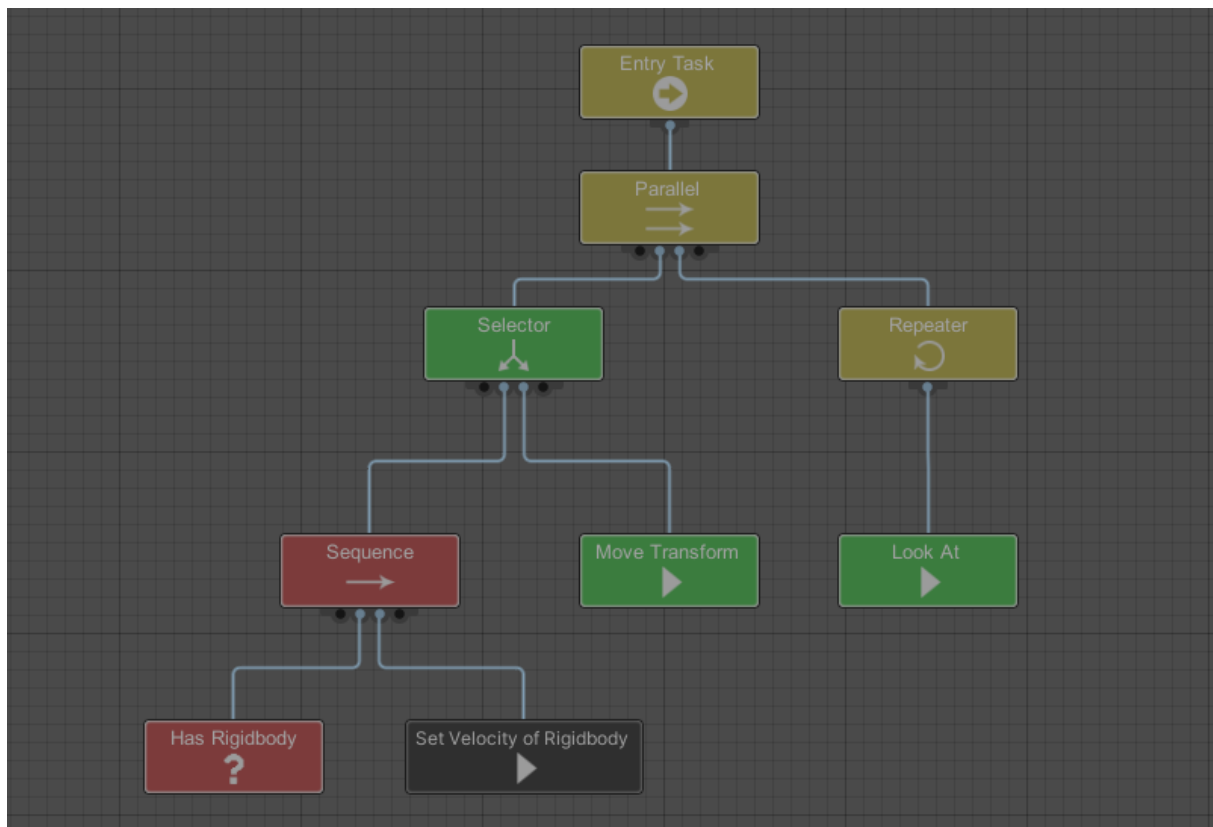 Entry Task
Parallel
Selector
Repeater
Sequence
Move Transform
Look At
Has Rigidbody
?
Set Velocity of Rigidbody